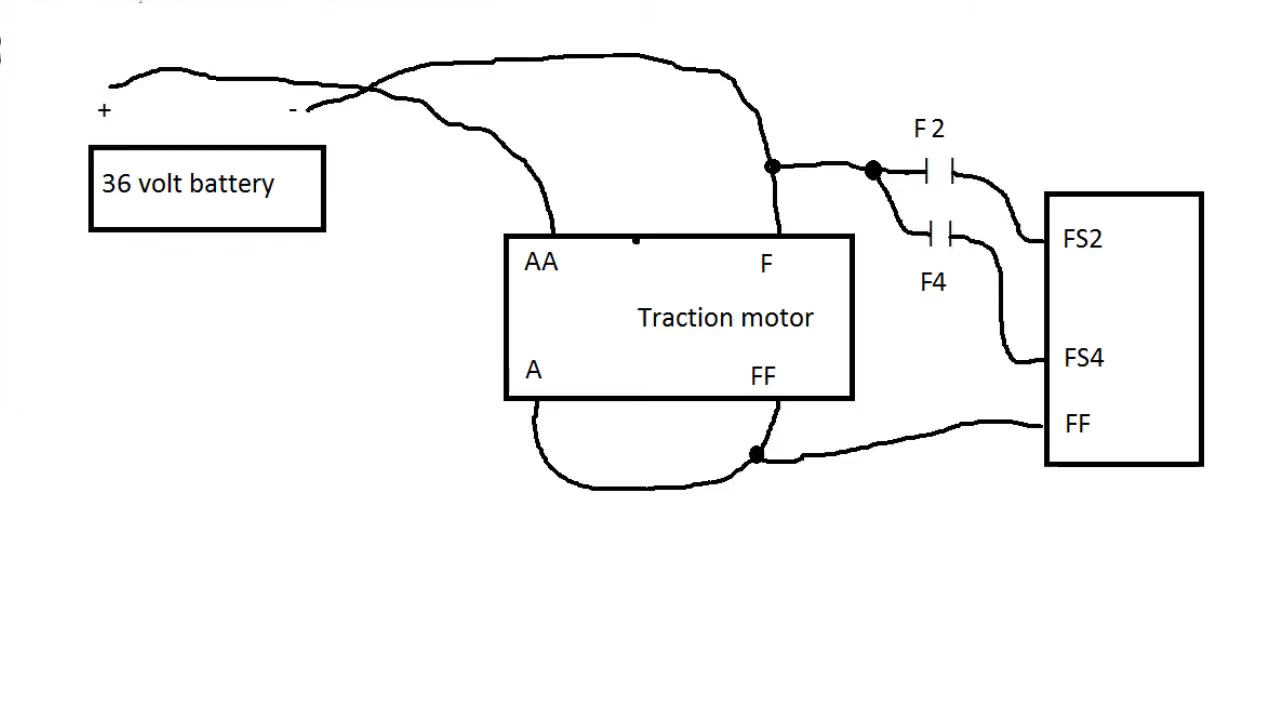 +
-
36 volt battery
F 2
F4
AA
F
Traction motor
A
FF
FS2
FS4
FF